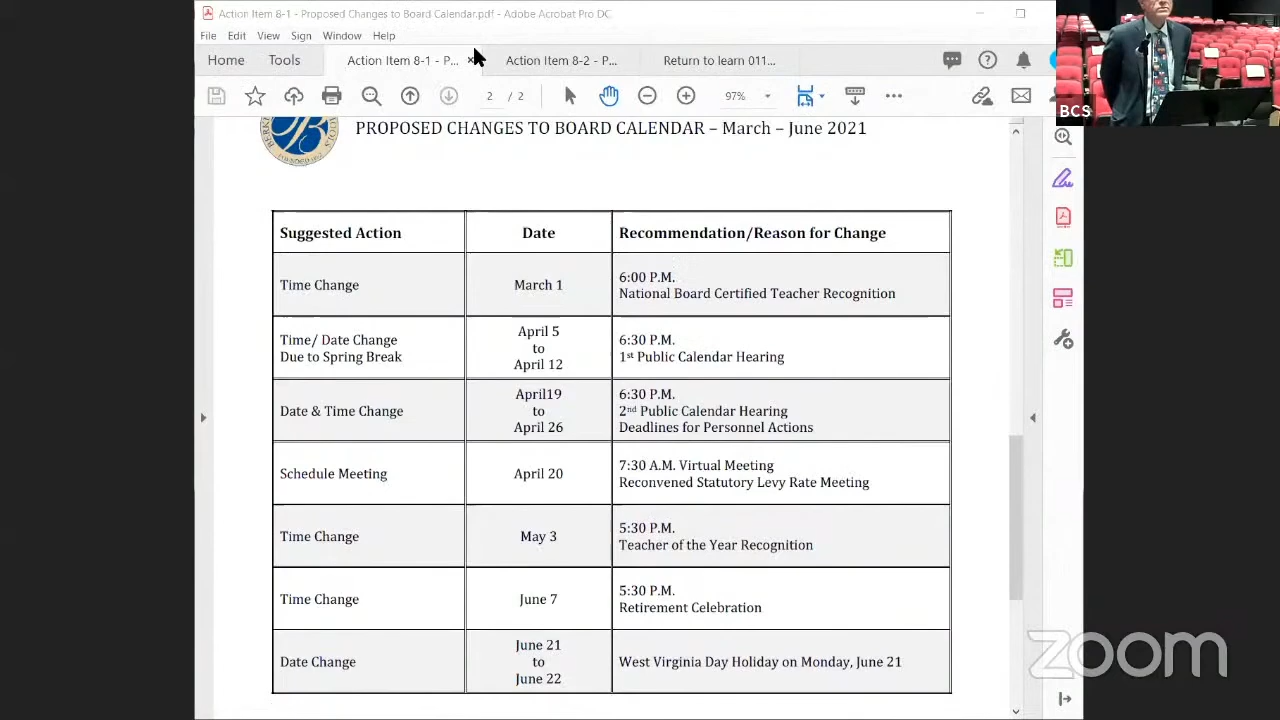 Action Item 8-1 - Proposed Changes to Board Calendar.pdf - Adobe Acrobat Pro DC
File Edit View Sign Window Help
Home Tools Action Item 8-1 - P... × Action Item 8-2 - P... Return to learn 011...
2 / 2 97%
BCS
PROPOSED CHANGES TO BOARD CALENDAR – March – June 2021
Suggested Action Date Recommendation/Reason for Change
Time Change March 1 6:00 P.M.
National Board Certified Teacher Recognition
Time/ Date Change
Due to Spring Break
April 5
to
April 12
6:30 P.M.
1st Public Calendar Hearing
Date & Time Change
April19
to
April 26
6:30 P.M.
2nd Public Calendar Hearing
Deadlines for Personnel Actions
Schedule Meeting April 20 7:30 A.M. Virtual Meeting
Reconvened Statutory Levy Rate Meeting
Time Change May 3 5:30 P.M.
Teacher of the Year Recognition
Time Change June 7 5:30 P.M.
Retirement Celebration
Date Change
June 21
to
June 22
West Virginia Day Holiday on Monday, June 21
zoom